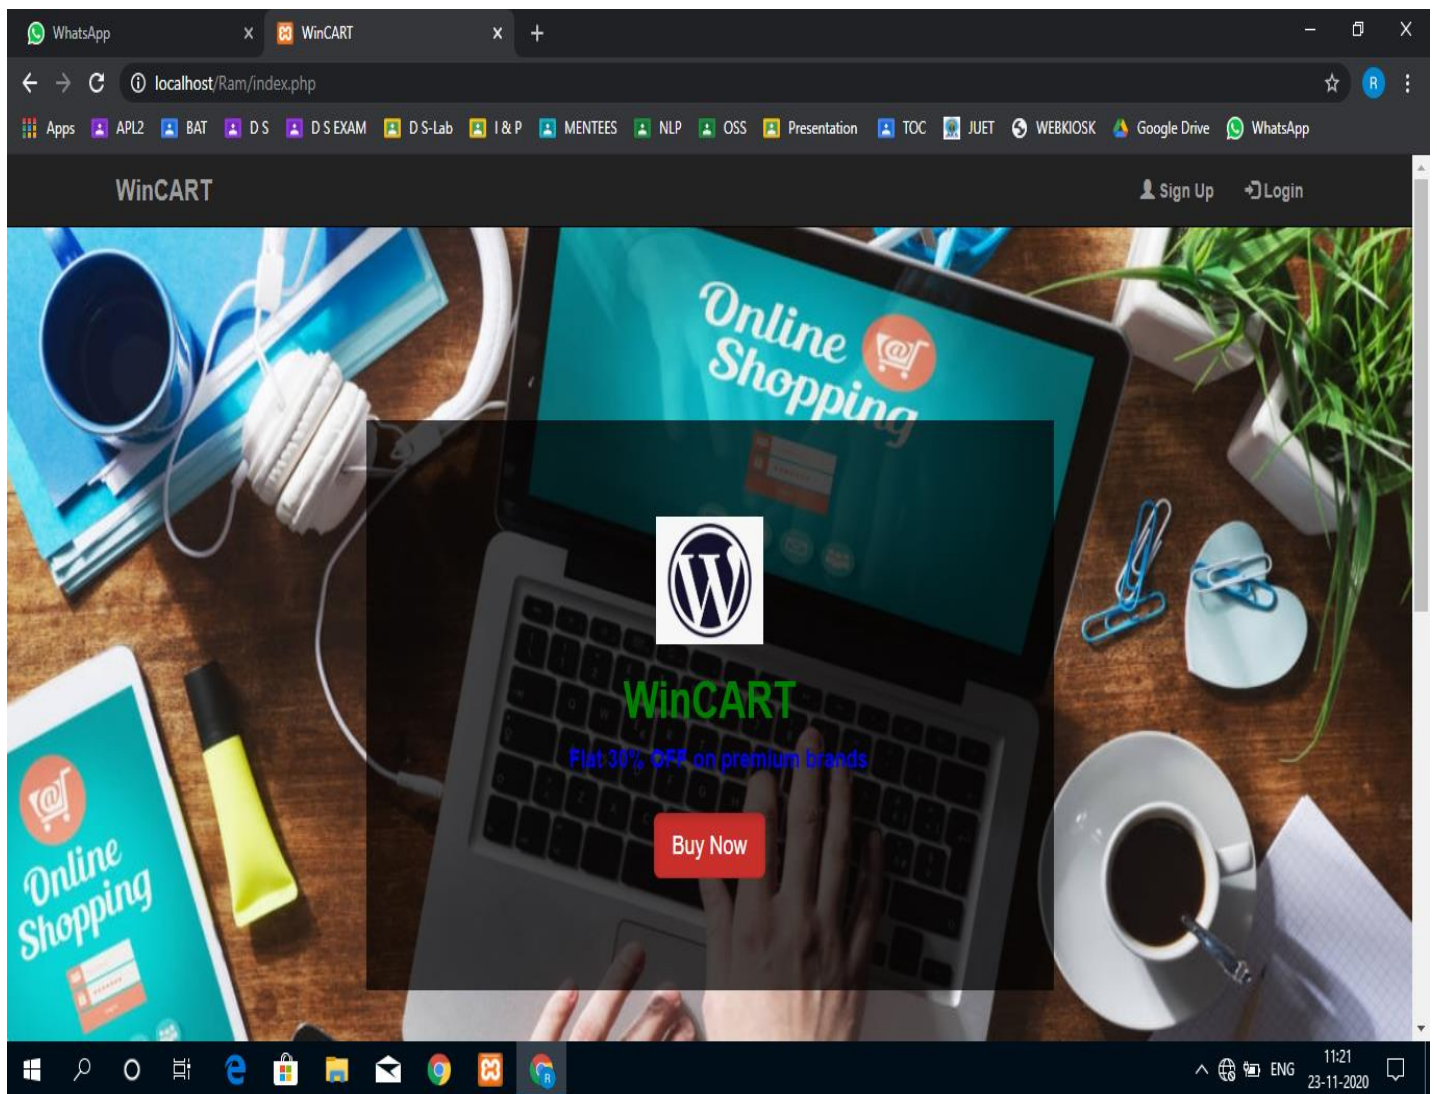 WhatsApp WinCART
localhost/Ram/index.php R
Apps APL2 BAT D S D S EXAM D S-Lab I & P MENTEES NLP OSS Presentation TOC JUET WEBKIOSK Google Drive WhatsApp
WinCART Sign Up Login
Online
Shopping
WinCART
Flat 30% OFF on premium brands
Buy Now
Online
Shopping
ENG 11:21
23-11-2020